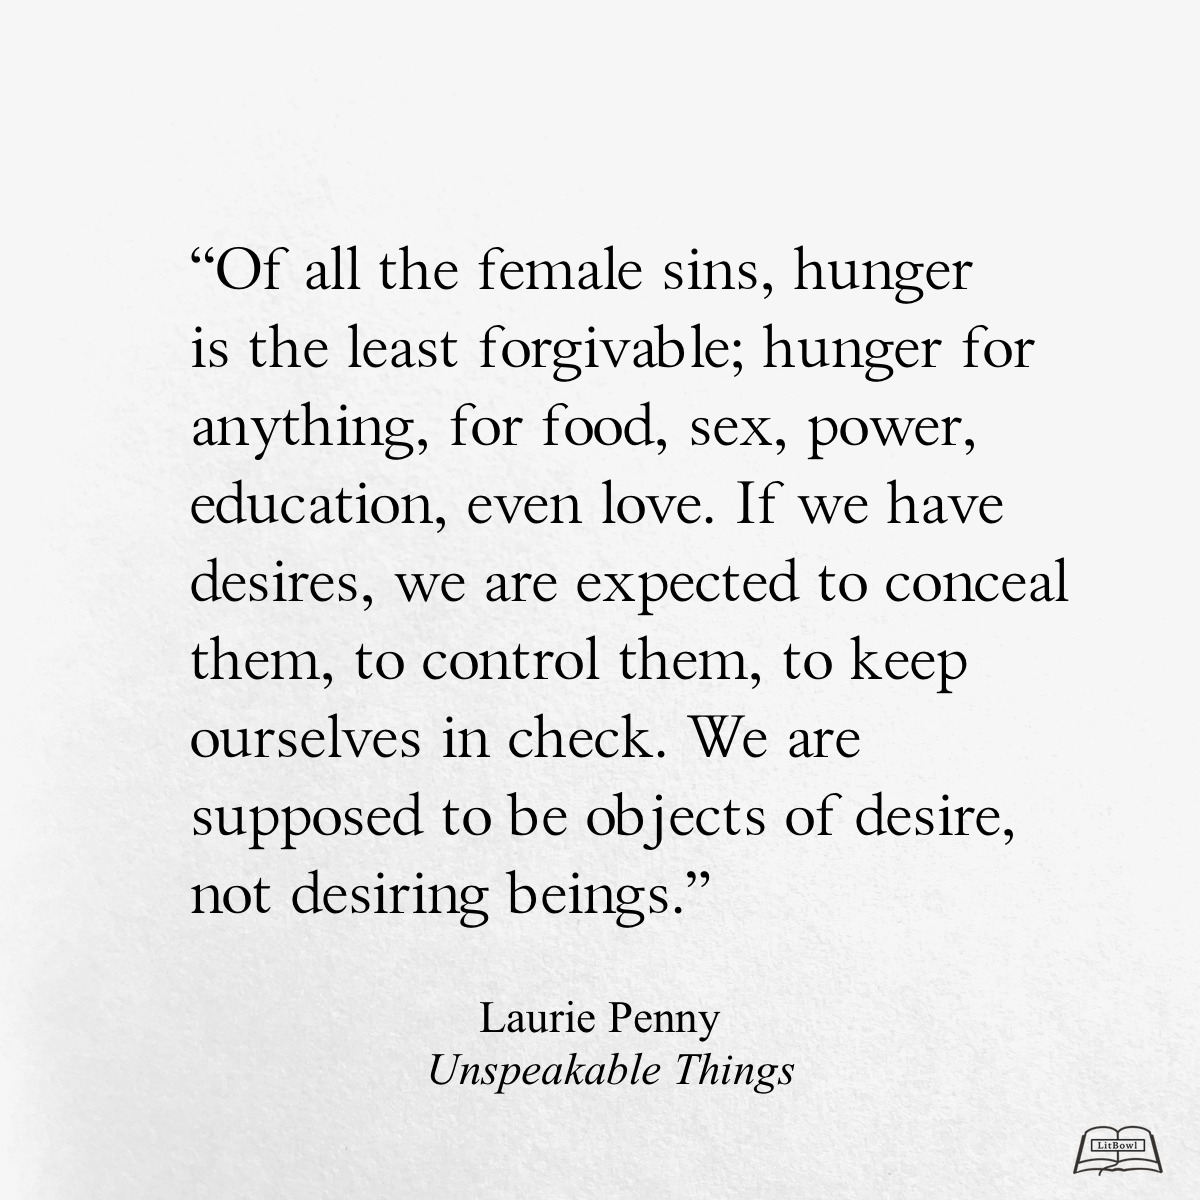 “Of all the female sins, hunger
is the least forgivable; hunger for
anything, for food, sex, power,
education, even love. If we have
desires, we are expected to conceal
them, to control them, to keep
ourselves in check. We are
supposed to be objects of desire,
not desiring beings.”
Laurie Penny
Unspeakable Things
LitBowl